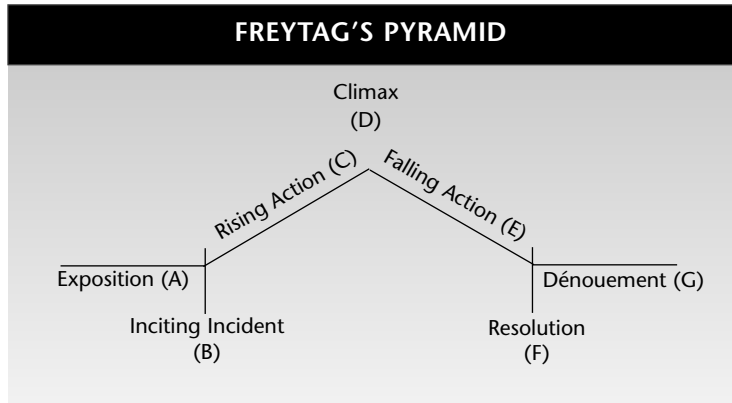 FREYTAG’S PYRAMID
Climax
(D)
Rising Action (C)
Falling Action (E)
Exposition (A)
Dénouement (G)
Inciting Incident
(B)
Resolution
(F)